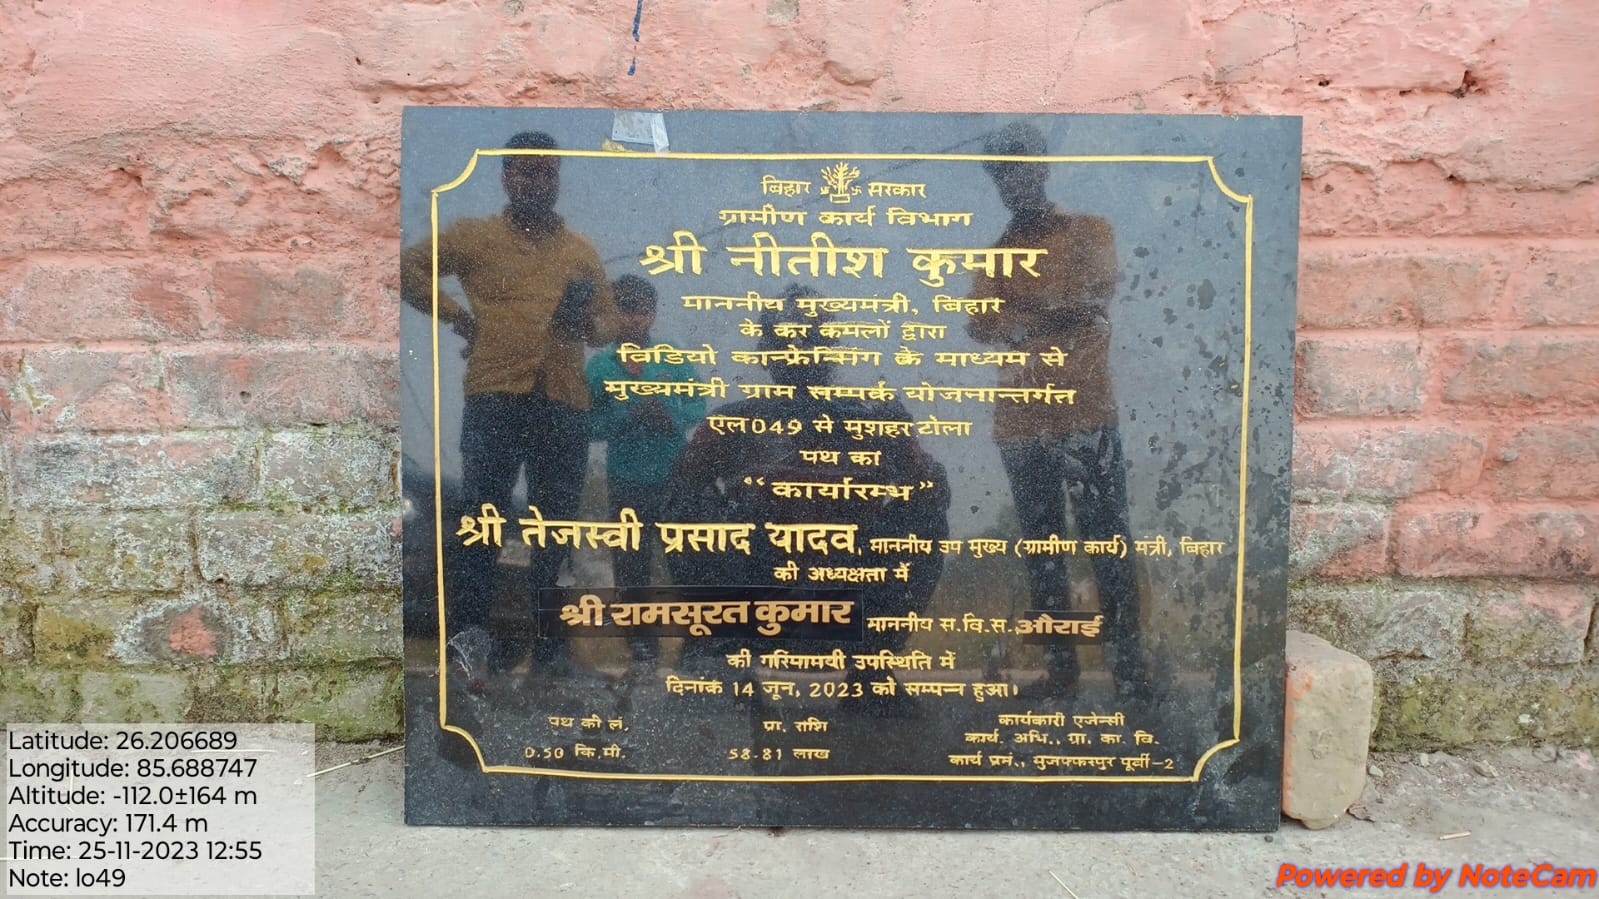 बिहार सरकार
ग्रामीण कार्य विभाग
श्री नीतीश कुमार
माननीय मुख्यमंत्री, बिहार
के कर कमलों द्वारा
विडियो कान्फ्रेन्सिंग के माध्यम से
मुख्यमंत्री ग्राम सम्पर्क योजनान्तर्गत
एल049 से मुशहर टोला
पथ का
“कार्यारम्भ”
श्री तेजस्वी प्रसाद यादव, माननीय उप मुख्य (ग्रामीण कार्य) मंत्री, बिहार
की अध्यक्षता में
श्री रामसूरत कुमार माननीय स.वि.स. औराई
की गरिमामयी उपस्थिति में
दिनांक 14 जून, 2023 को सम्पन्न हुआ।
पथ की लं. प्रा. राशि कार्यकारी एजेन्सी
0.50 कि.मी. 58.81 लाख कार्य. अभि., ग्रा. का. वि.
कार्य प्रमं., मुजफ्फरपुर पूर्वी-2
Latitude: 26.206689
Longitude: 85.688747
Altitude: -112.0±164 m
Accuracy: 171.4 m
Time: 25-11-2023 12:55
Note: lo49
Powered by NoteCam